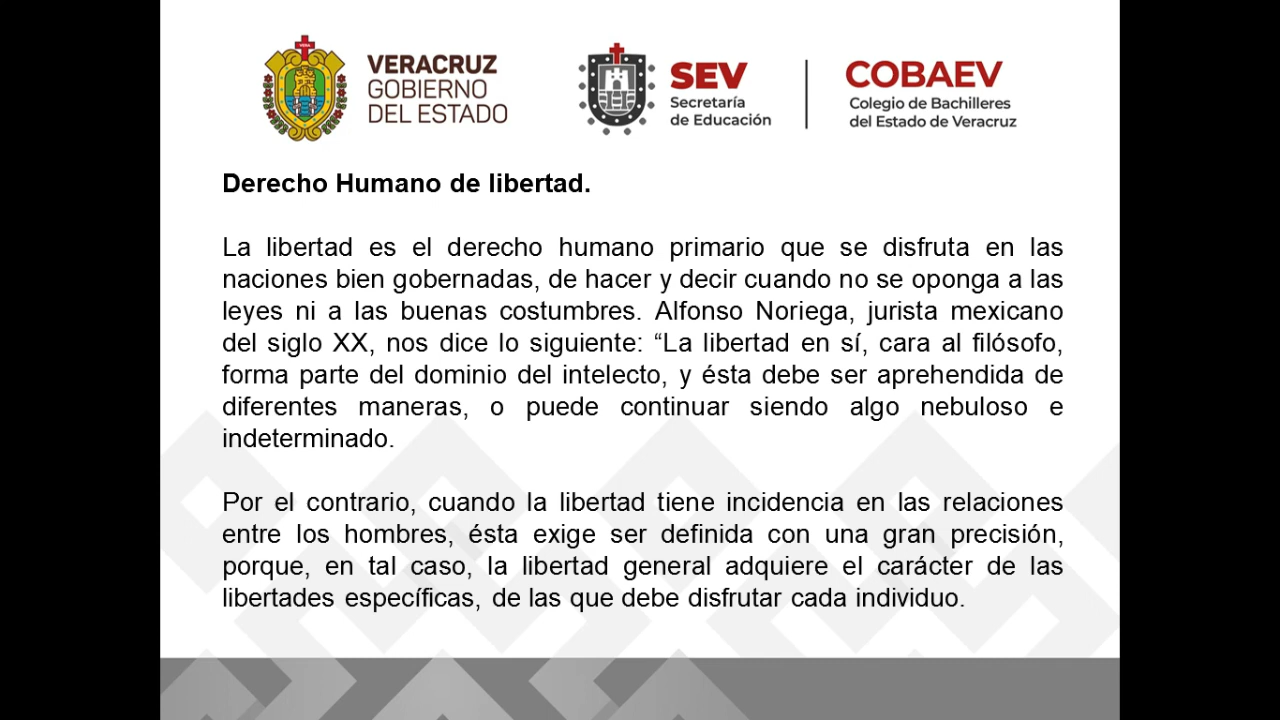 VERACRUZ
GOBIERNO
DEL ESTADO
SEV
Secretaría
de Educación
COBAEV
Colegio de Bachilleres
del Estado de Veracruz
Derecho Humano de libertad.
La libertad es el derecho humano primario que se disfruta en las
naciones bien gobernadas, de hacer y decir cuando no se oponga a las
leyes ni a las buenas costumbres. Alfonso Noriega, jurista mexicano
del siglo XX, nos dice lo siguiente: “La libertad en sí, cara al filósofo,
forma parte del dominio del intelecto, y ésta debe ser aprehendida de
diferentes maneras, o puede continuar siendo algo nebuloso e
indeterminado.
Por el contrario, cuando la libertad tiene incidencia en las relaciones
entre los hombres, ésta exige ser definida con una gran precisión,
porque, en tal caso, la libertad general adquiere el carácter de las
libertades específicas, de las que debe disfrutar cada individuo.